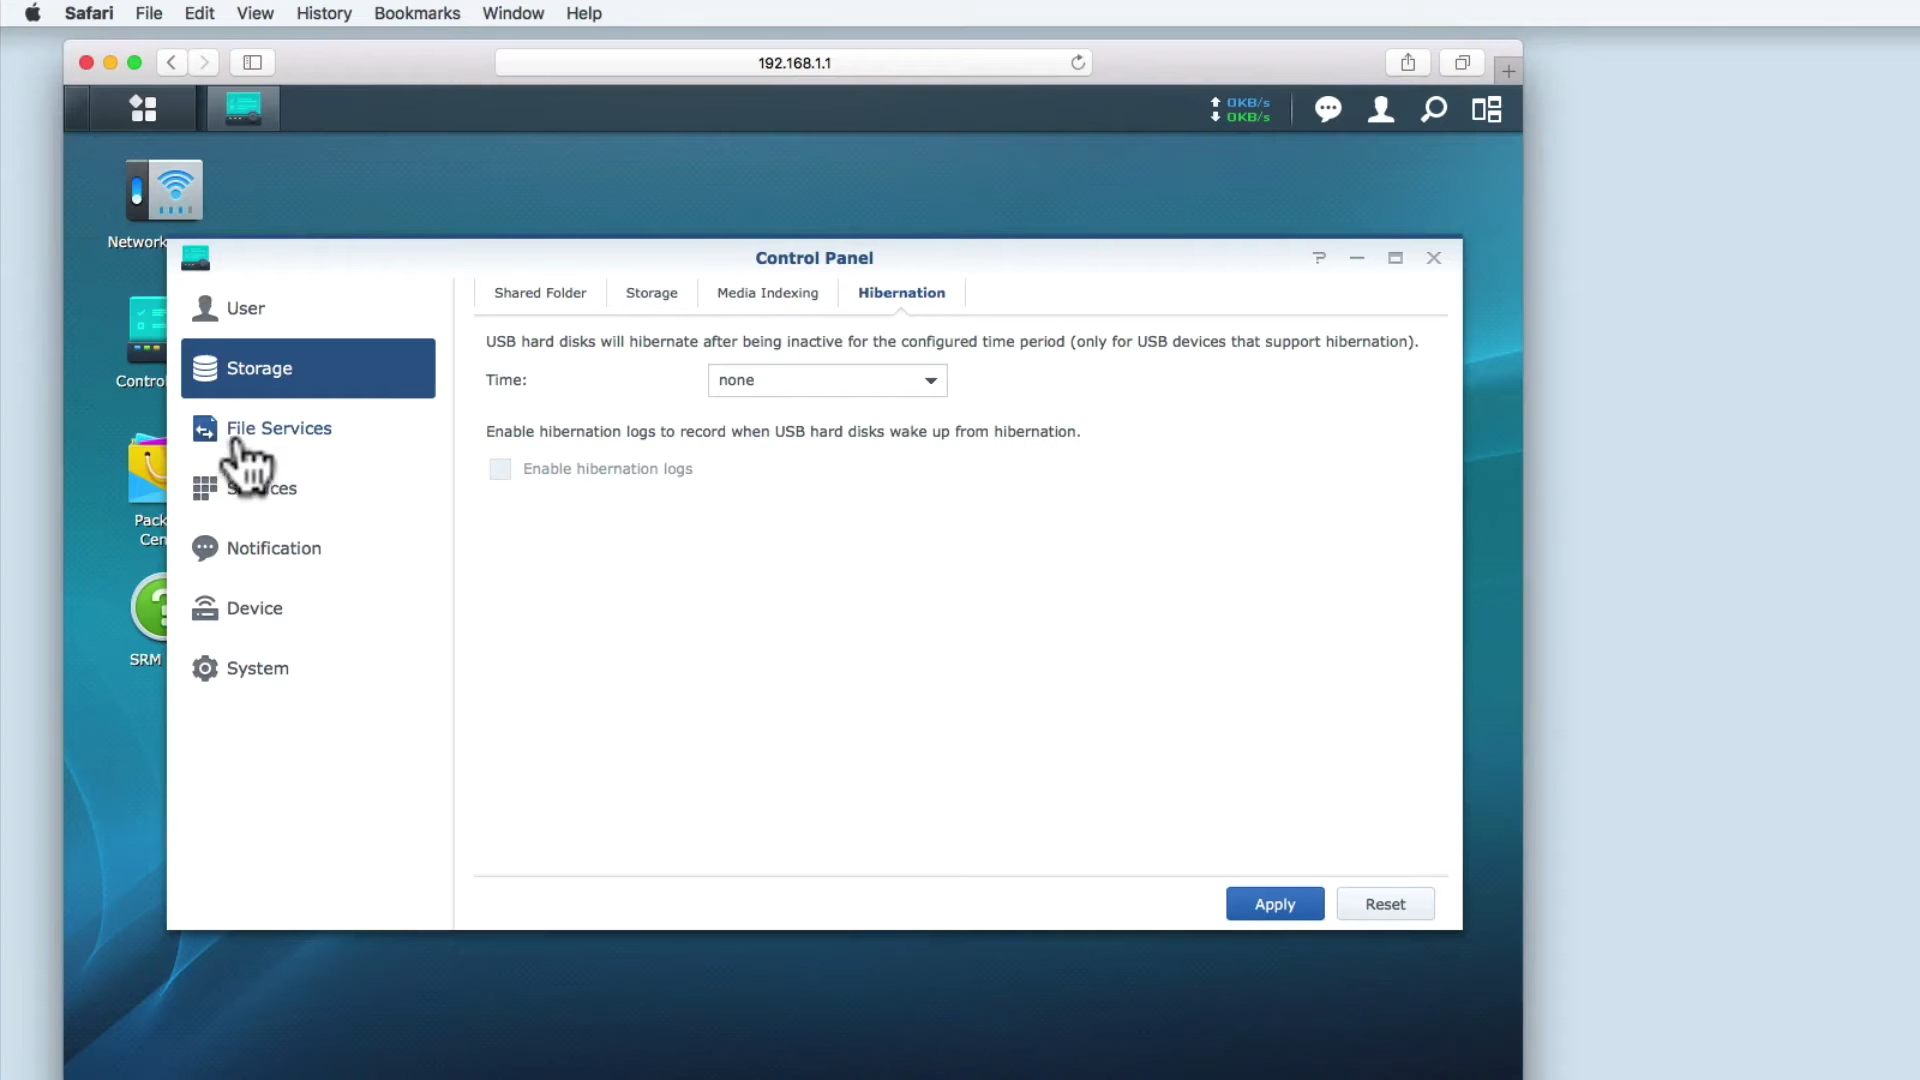 Safari File Edit View History Bookmarks Window Help
192.168.1.1
0KB/s
0KB/s
Network
Control Panel
User
Shared Folder Storage Media Indexing Hibernation
USB hard disks will hibernate after being inactive for the configured time period (only for USB devices that support hibernation).
Storage
Control
Time: none
File Services
Enable hibernation logs to record when USB hard disks wake up from hibernation.
Enable hibernation logs
Pack
Cen
Notification
Device
SRM
System
Apply Reset